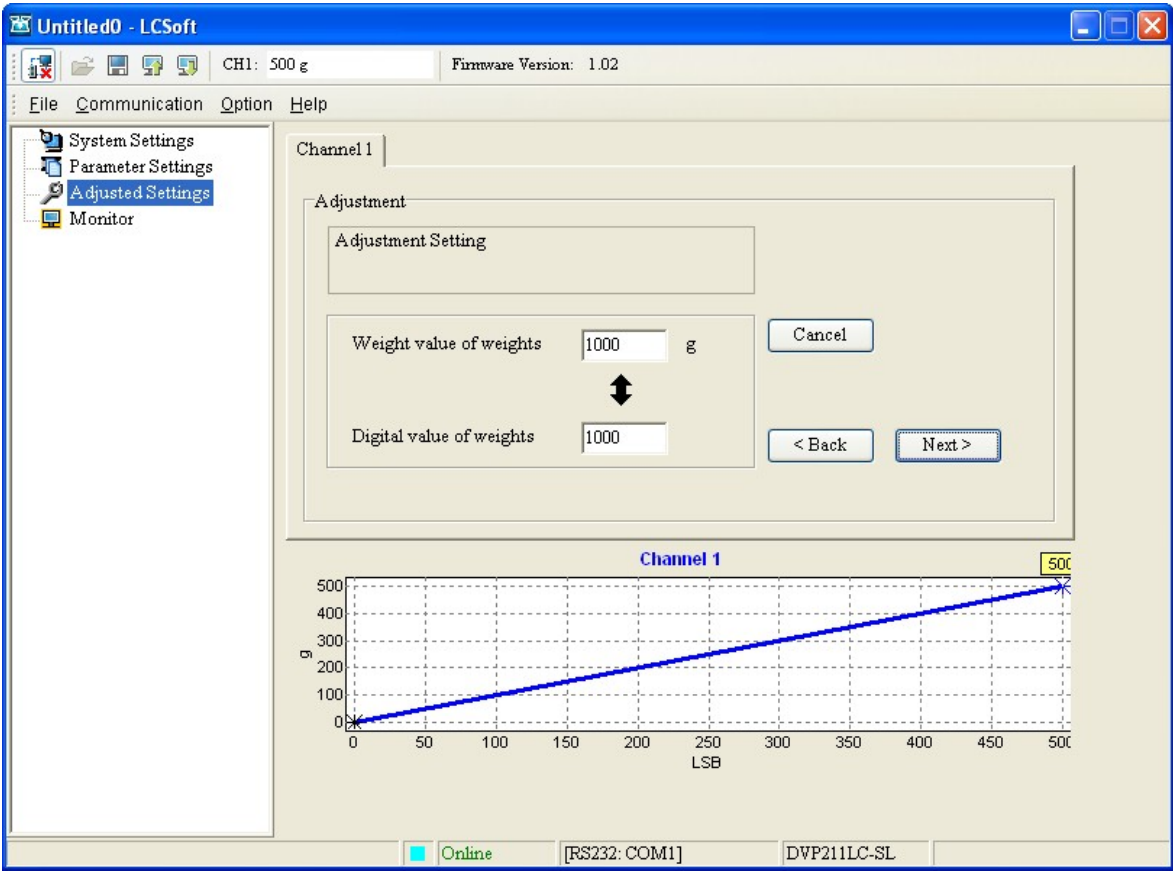 Untitled0 - LCSoft
CH1: 500 g
Firmware Version: 1.02
File Communication Option Help
System Settings
Parameter Settings
Adjusted Settings
Monitor
Channel 1
Adjustment
Adjustment Setting
Weight value of weights 1000 g
Cancel
Digital value of weights 1000
< Back
Next >
Channel 1
500
500
400
300
200
100
0
g
0 50 100 150 200 250 300 350 400 450 500
LSB
Online [RS232: COM1] DVP211LC-SL